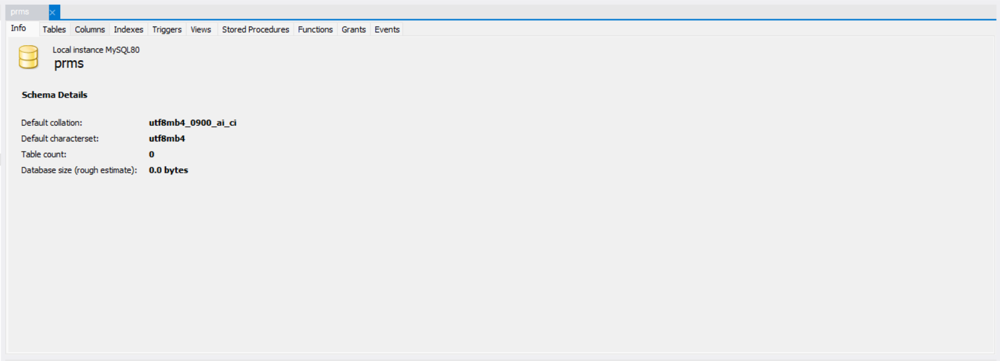 prms ×
Info Tables Columns Indexes Triggers Views Stored Procedures Functions Grants Events
Local instance MySQL80
prms
Schema Details
Default collation: utf8mb4_0900_ai_ci
Default characterset: utf8mb4
Table count: 0
Database size (rough estimate): 0.0 bytes